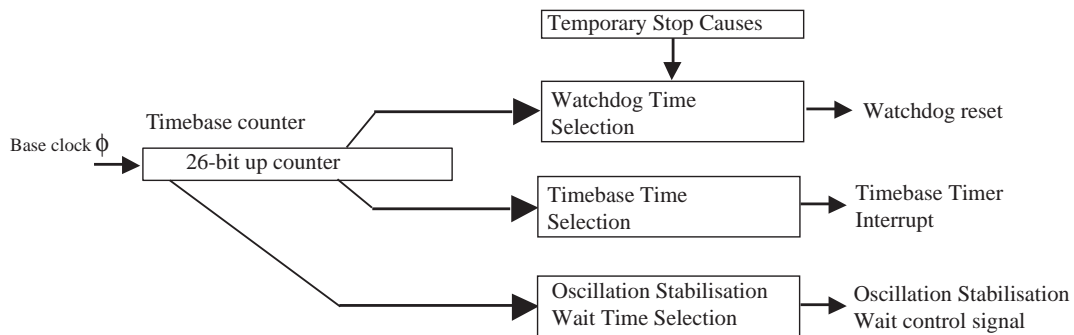 Temporary Stop Causes
Watchdog Time
Selection
Watchdog reset
Timebase counter
Base clock ϕ
26-bit up counter
Timebase Time
Selection
Timebase Timer
Interrupt
Oscillation Stabilisation
Wait Time Selection
Oscillation Stabilisation
Wait control signal